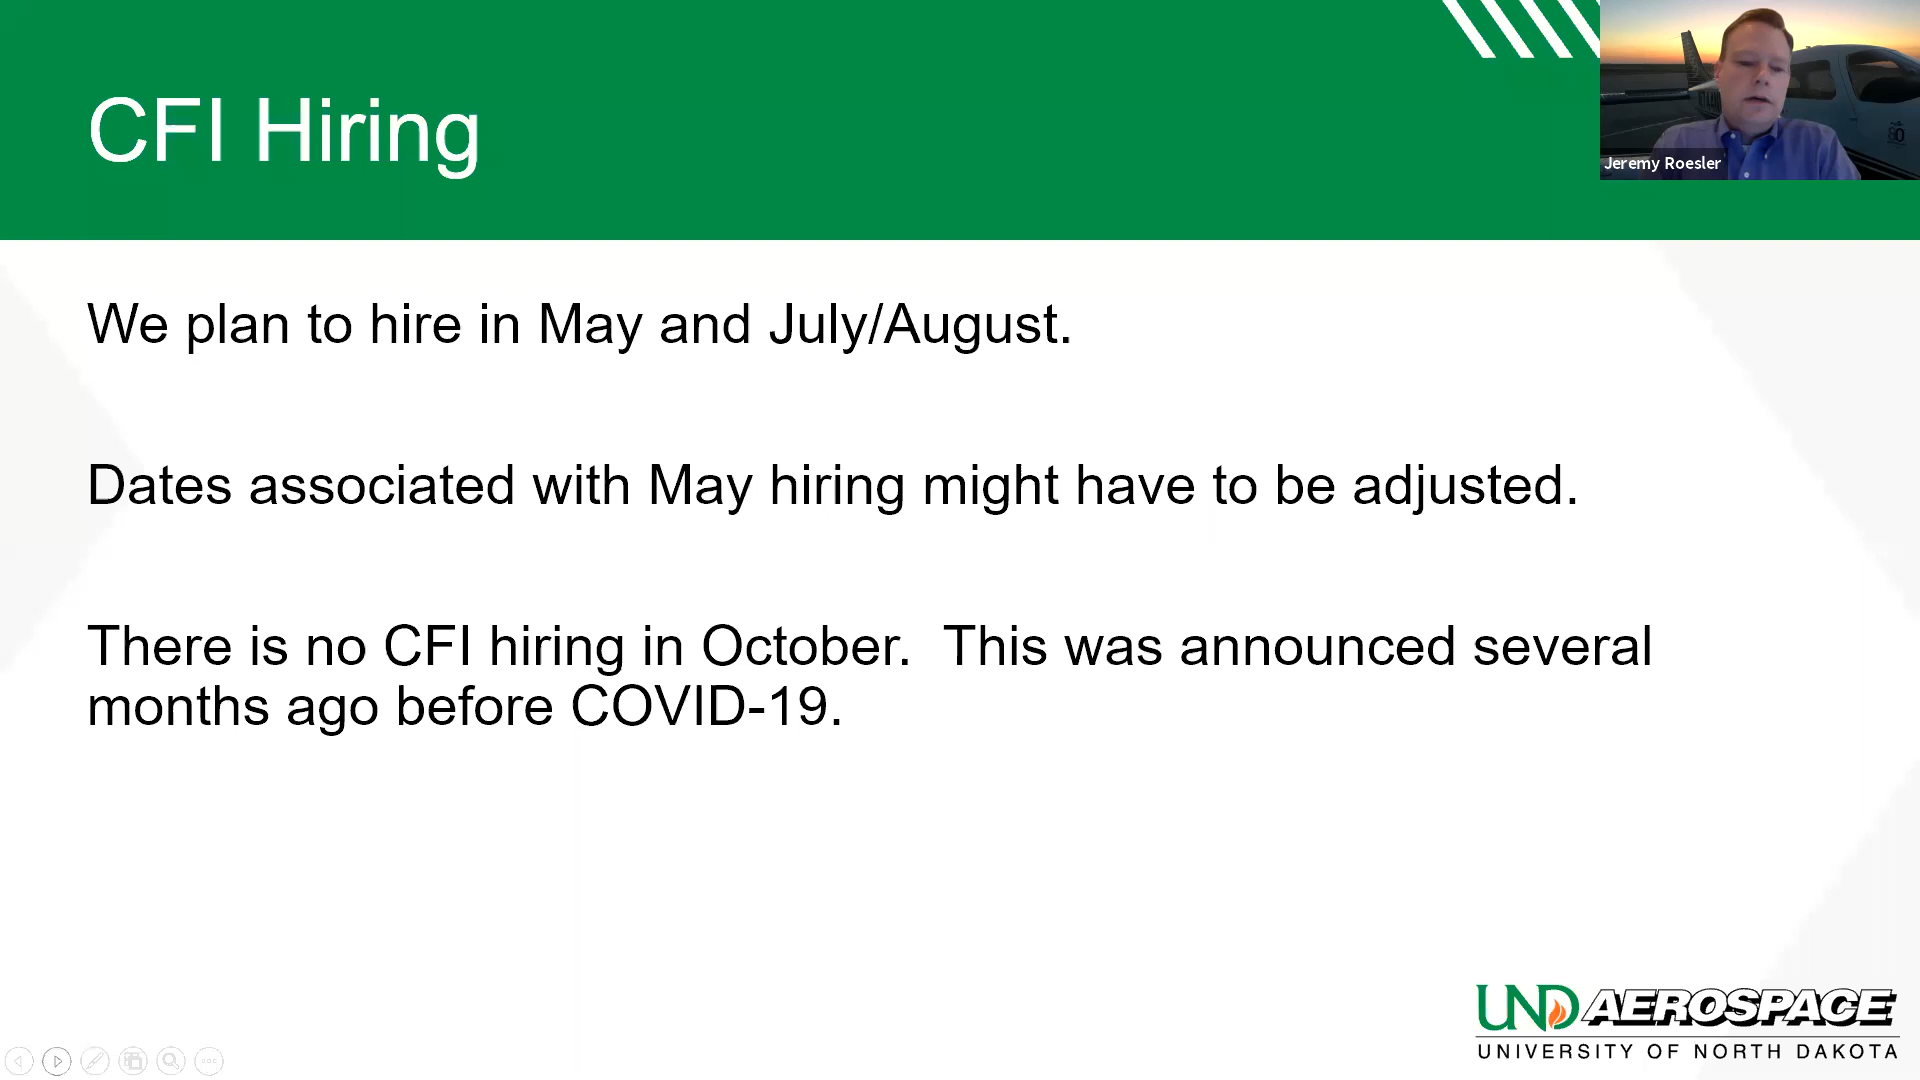 CFI Hiring
Jeremy Roesler
We plan to hire in May and July/August.
Dates associated with May hiring might have to be adjusted.
There is no CFI hiring in October.  This was announced several
months ago before COVID-19.
UND AEROSPACE
UNIVERSITY OF NORTH DAKOTA